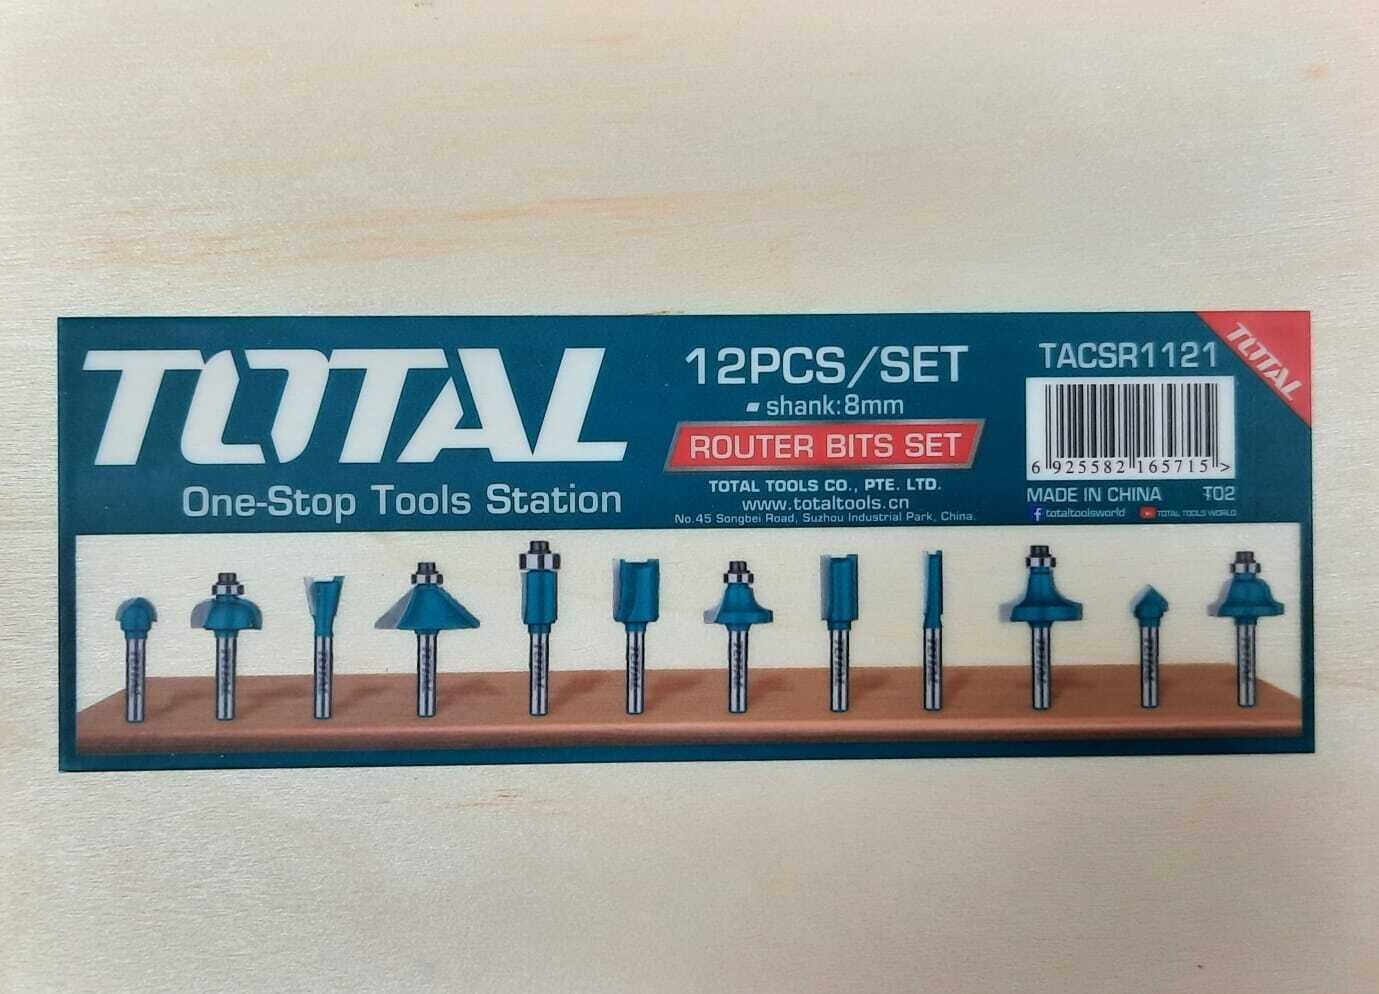 TOTAL
One-Stop Tools Station
12PCS/SET
shank:8mm
ROUTER BITS SET
TOTAL TOOLS CO., PTE. LTD.
www.totaltools.cn
No.45 Songbei Road, Suzhou Industrial Park, China.
TACSR1121
6 925582 165715 >
MADE IN CHINA T02
totaltoolsworld TOTAL TOOLS WORLD
TOTAL